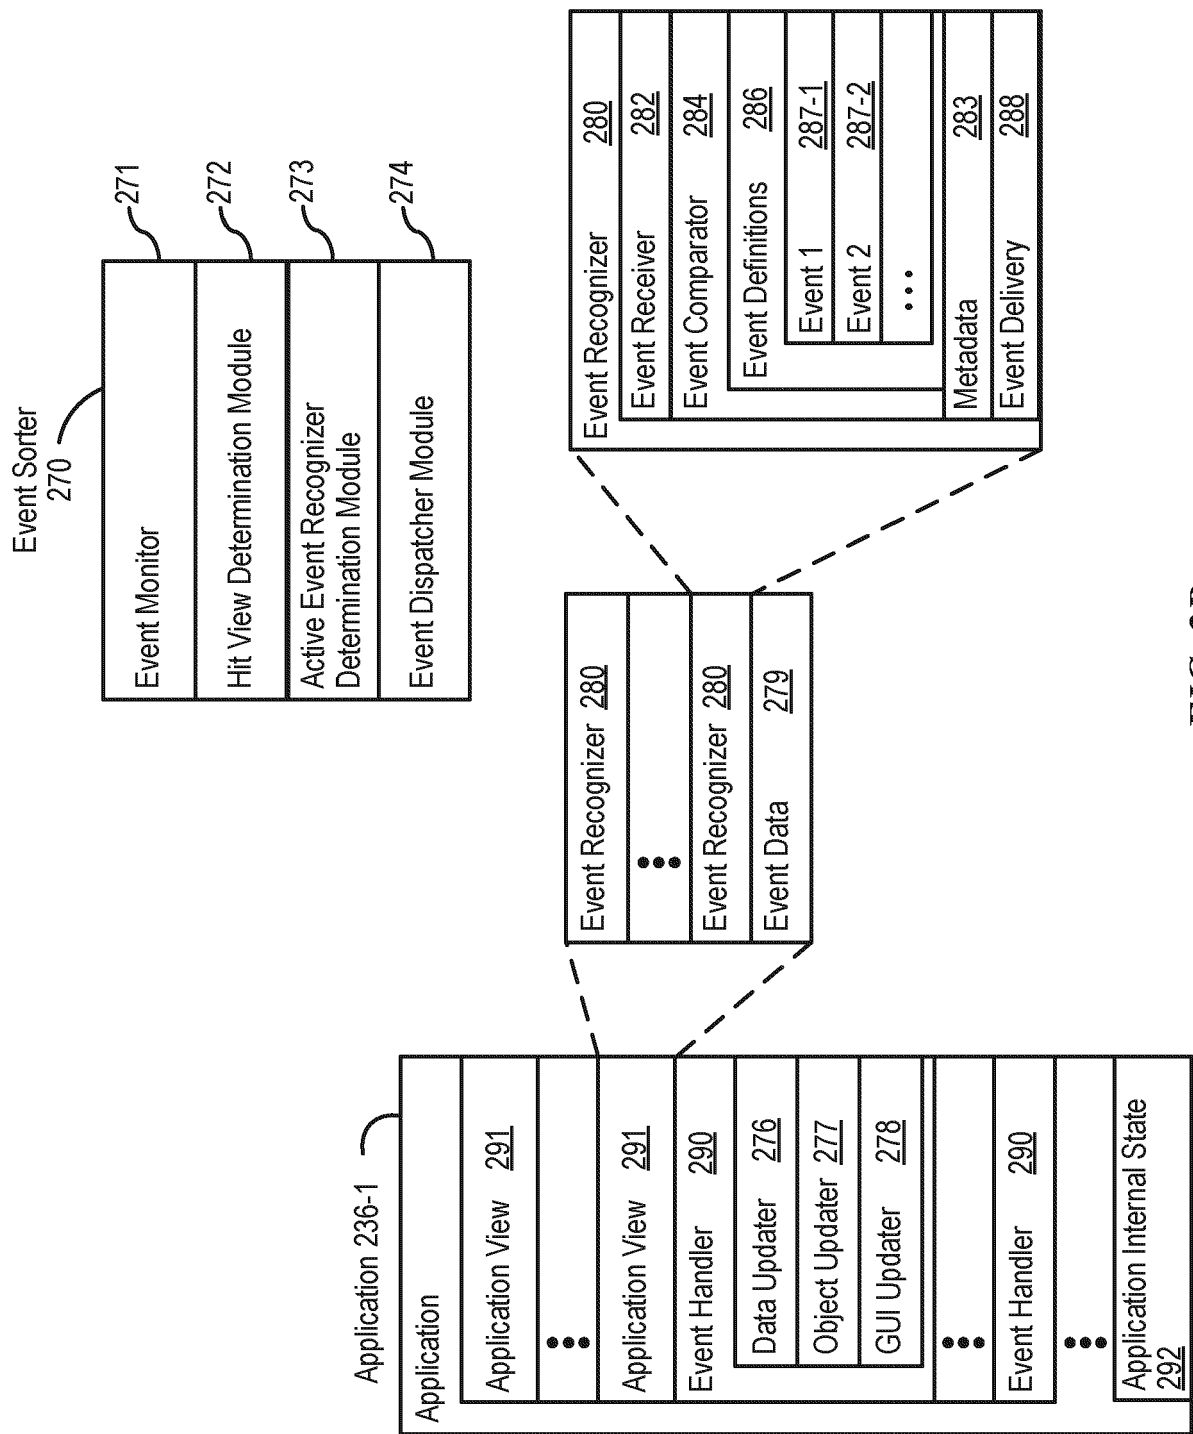 Event Sorter
270
Event Monitor
271
Hit View Determination Module
272
Active Event Recognizer
Determination Module
273
Event Dispatcher Module
274
Application 236-1
Application
Application View 291
•••
Application View 291
Event Handler 290
Data Updater 276
Object Updater 277
GUI Updater 278
•••
Event Handler 290
•••
Application Internal State
292
Event Recognizer 280
•••
Event Recognizer 280
Event Data 279
Event Recognizer 280
Event Receiver 282
Event Comparator 284
Event Definitions 286
Event 1 287-1
Event 2 287-2
•••
Metadata 283
Event Delivery 288